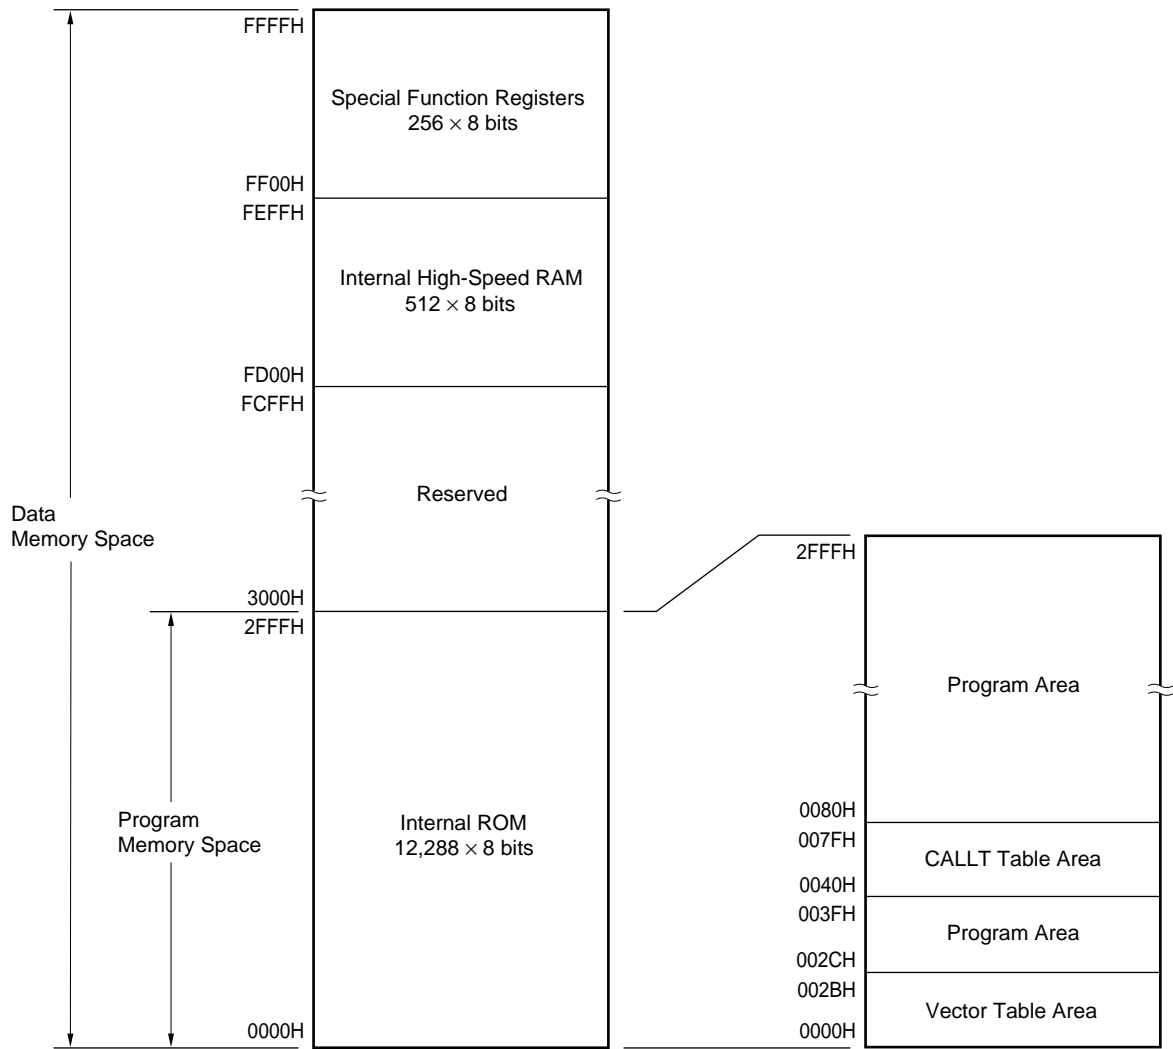 FFFFH
Special Function Registers
256 × 8 bits
FF00H
FEFFH
Internal High-Speed RAM
512 × 8 bits
FD00H
FCFFH
Reserved
Data
Memory Space
3000H
2FFFH
Program
Memory Space
Internal ROM
12,288 × 8 bits
0000H
2FFFH
Program Area
0080H
007FH
CALLT Table Area
0040H
003FH
Program Area
002CH
002BH
Vector Table Area
0000H